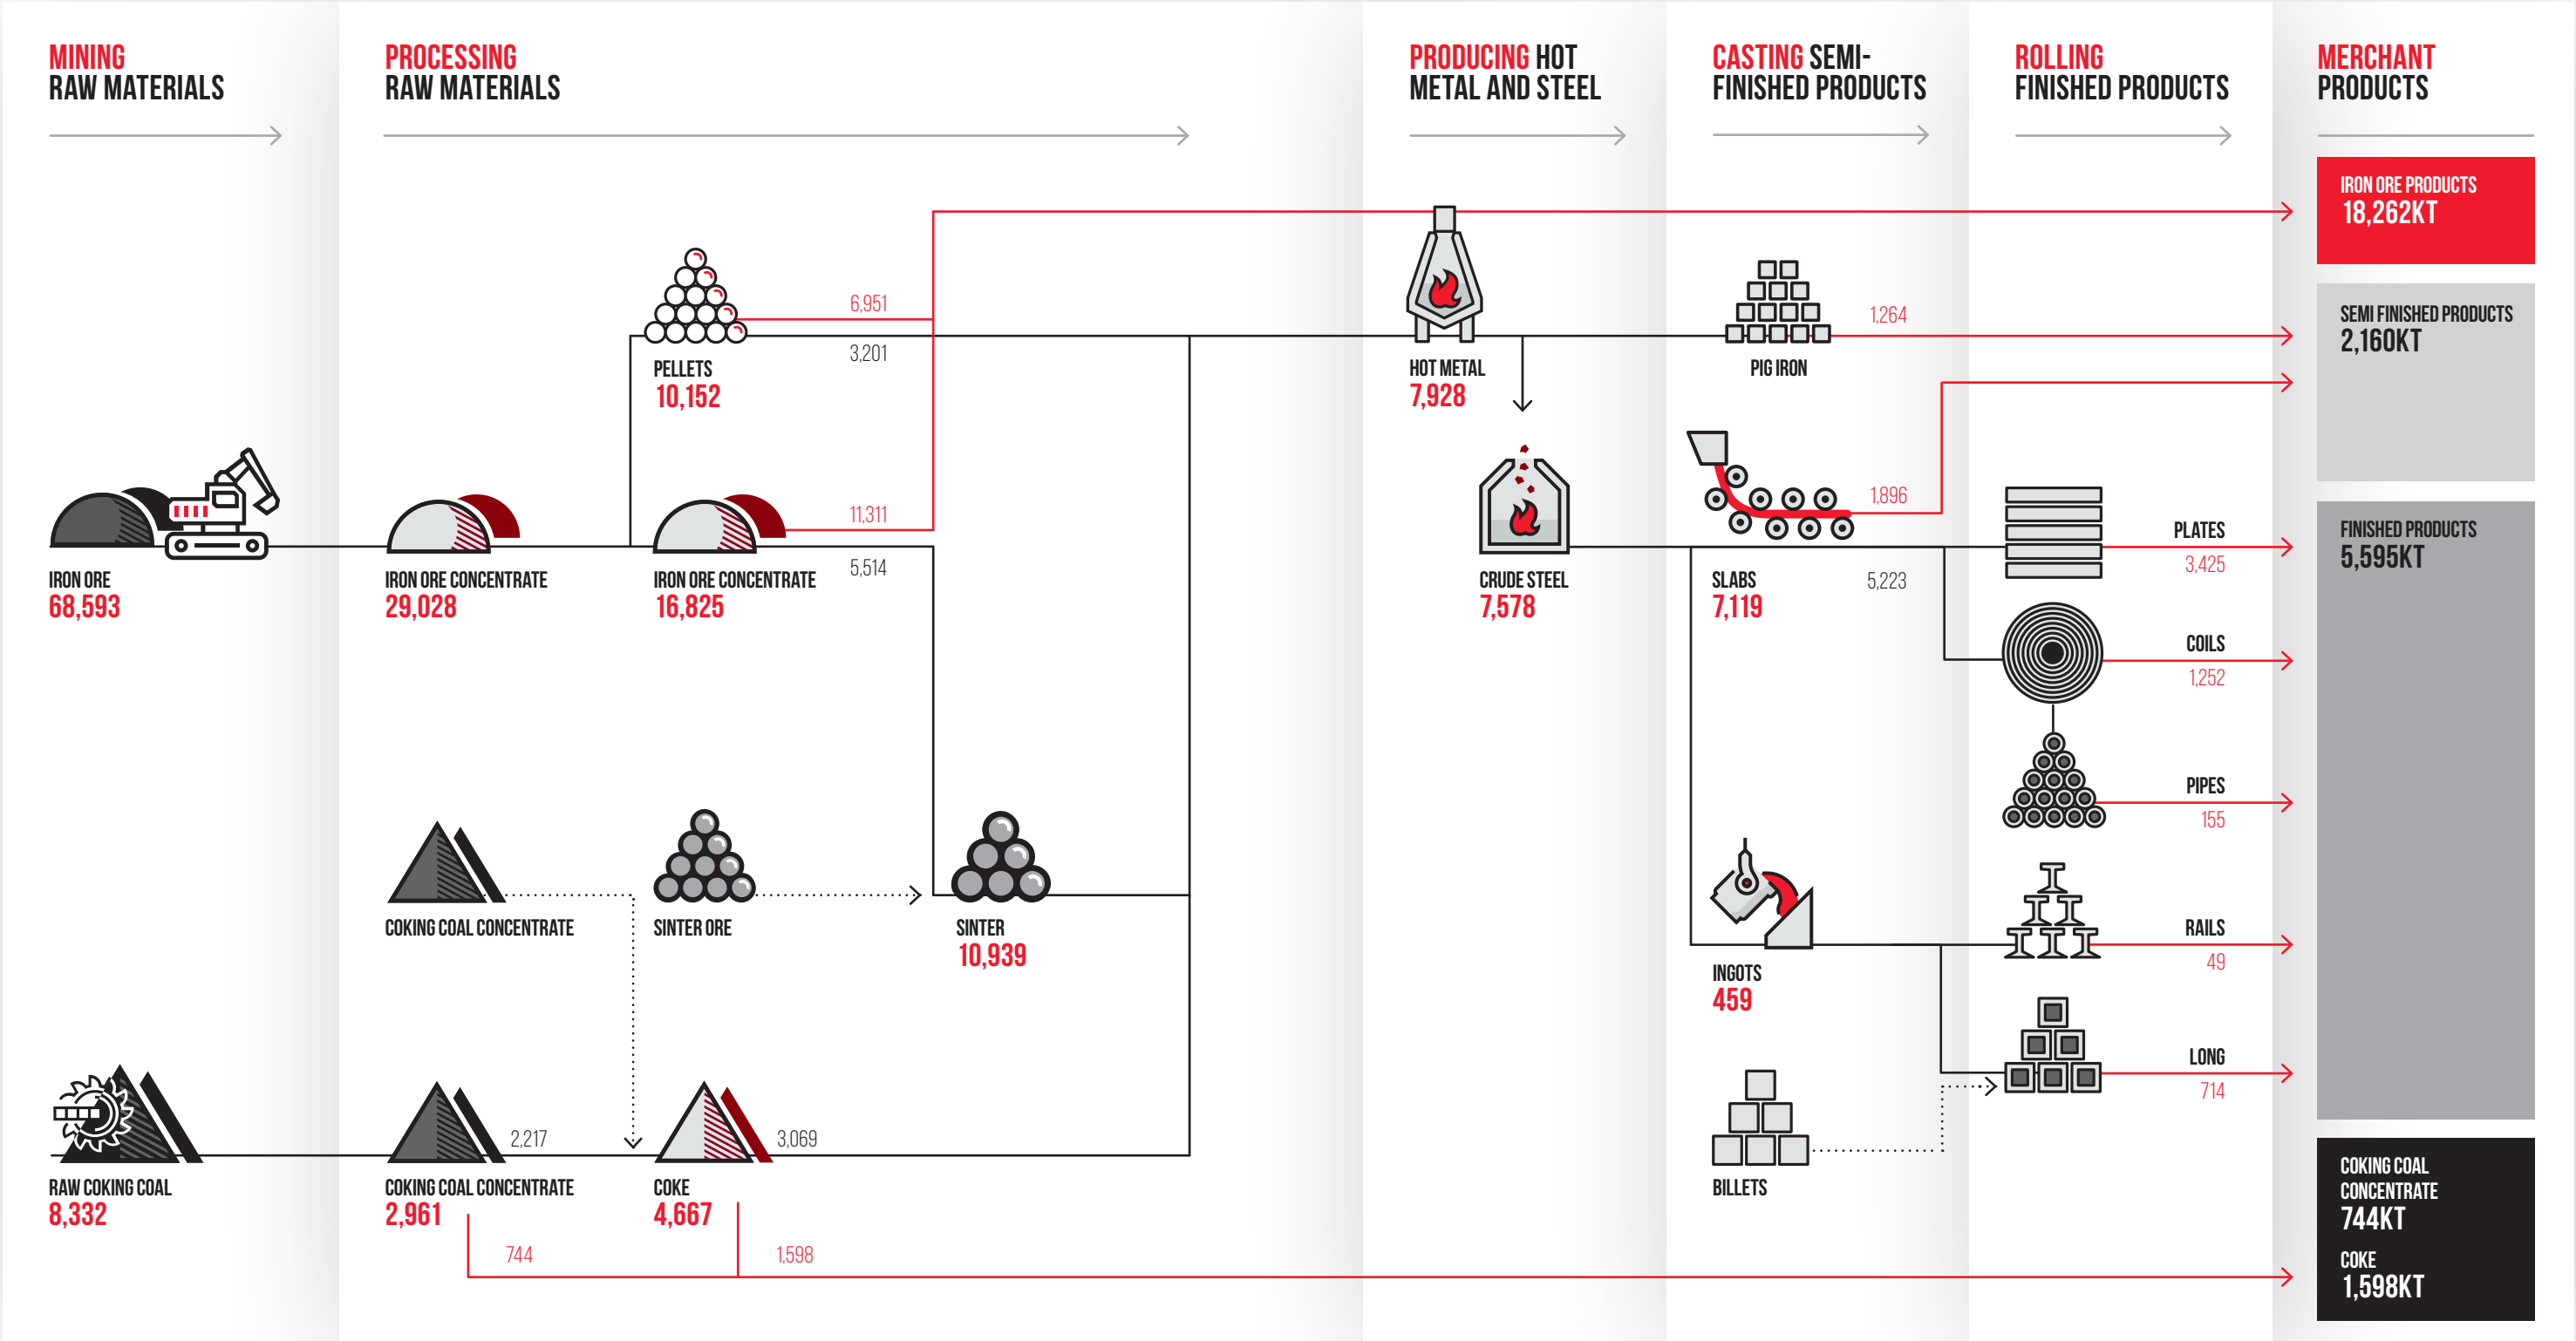 MINING
RAW MATERIALS
PROCESSING
RAW MATERIALS
PRODUCING HOT
METAL AND STEEL
CASTING SEMI-
FINISHED PRODUCTS
ROLLING
FINISHED PRODUCTS
MERCHANT
PRODUCTS
IRON ORE PRODUCTS
18,262KT
6,951
3,201
PELLETS
10,152
HOT METAL
7,928
1,264
PIG IRON
SEMI FINISHED PRODUCTS
2,160KT
IRON ORE
68,593
IRON ORE CONCENTRATE
29,028
11,311
5,514
IRON ORE CONCENTRATE
16,825
CRUDE STEEL
7,578
1,896
SLABS
7,119
5,223
PLATES
3,425
FINISHED PRODUCTS
5,595KT
COILS
1,252
PIPES
155
COKING COAL CONCENTRATE
SINTER ORE
SINTER
10,939
INGOTS
459
RAILS
49
LONG
714
RAW COKING COAL
8,332
2,217
COKING COAL CONCENTRATE
2,961
744
3,069
COKE
4,667
1,598
BILLETS
COKING COAL
CONCENTRATE
744KT
COKE
1,598KT